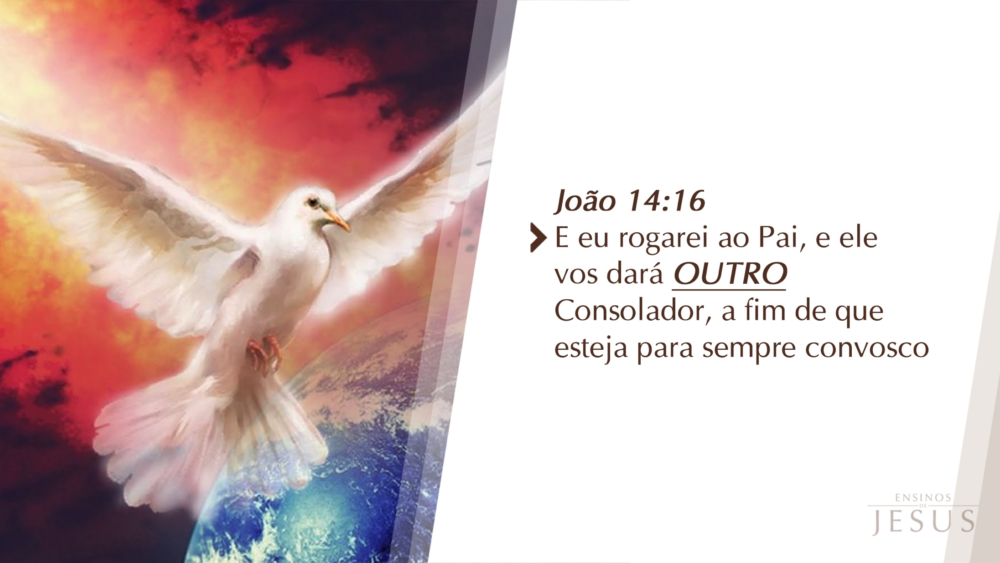 João 14:16
E eu rogarei ao Pai, e ele
vos dará OUTRO
Consolador, a fim de que
esteja para sempre convosco
ENSINOS
DE
JESUS